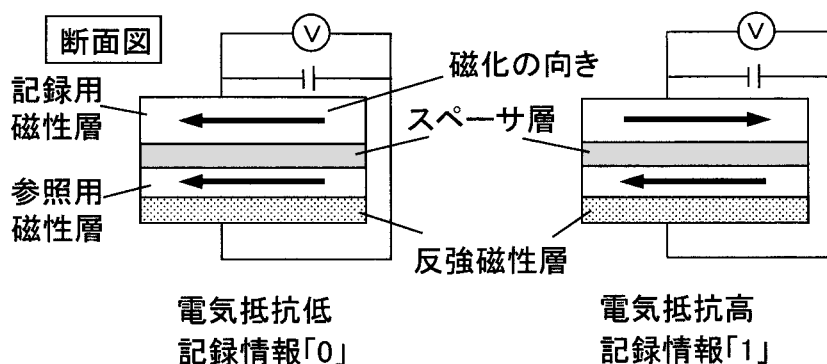 断面図
V
V
記録用
磁性層
磁化の向き
スペーサ層
参照用
磁性層
反強磁性層
電気抵抗低
記録情報「0」
電気抵抗高
記録情報「1」